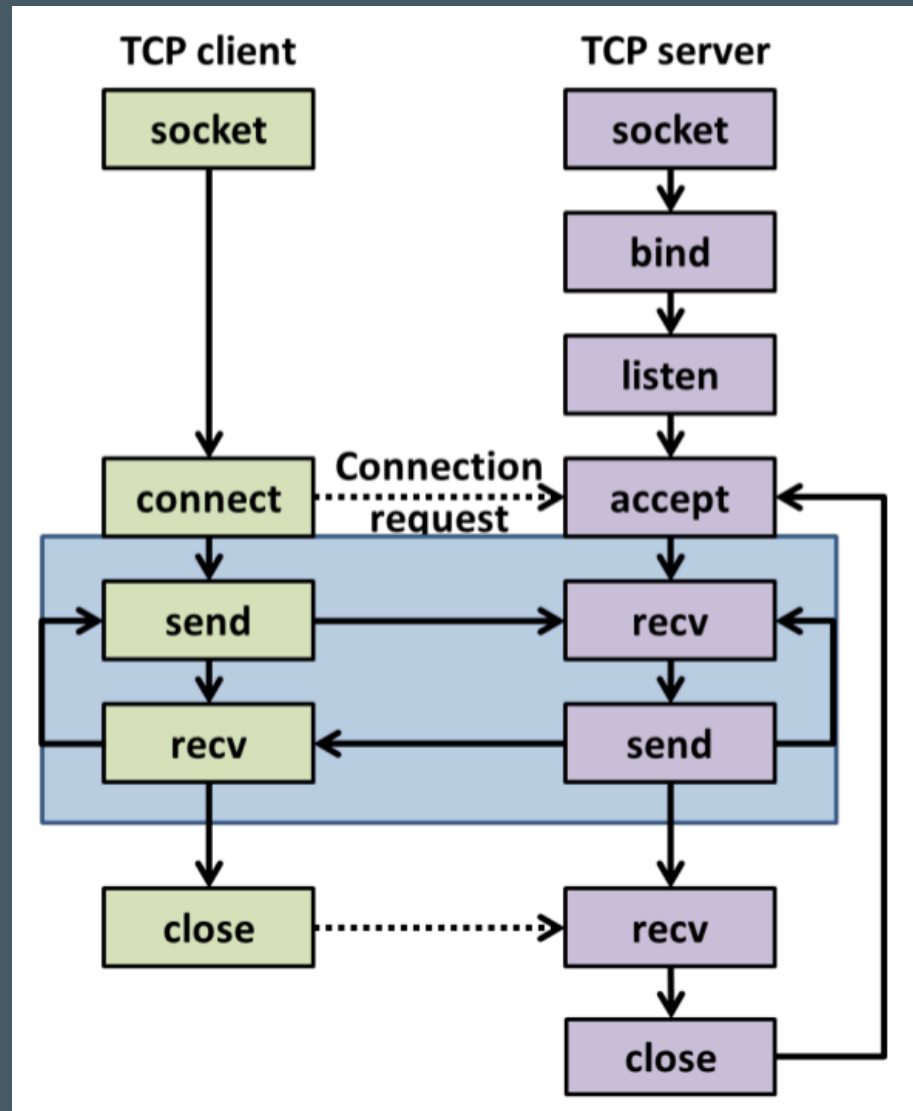 TCP client
TCP server
socket
socket
bind
listen
connect
Connection
request
accept
send
recv
recv
send
close
recv
close